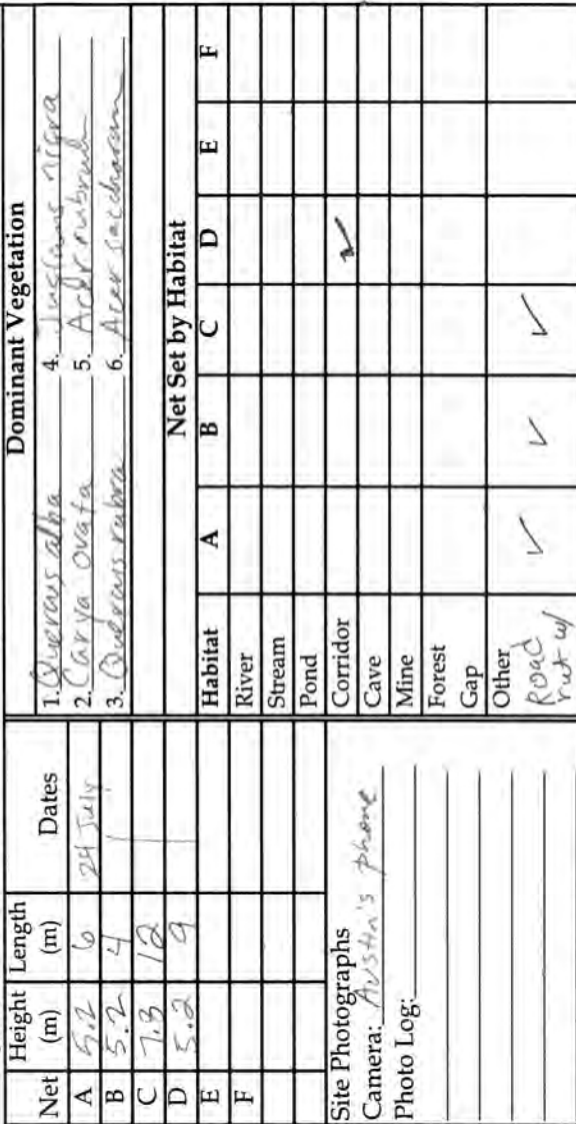 Net Height (m) Length (m) Dates
A 5.2 6 24 July
B 5.2 4
C 7.8 12
D 5.2 9
E
F
Site Photographs
Camera: Austin's phone
Photo Log:
Dominant Vegetation
1. Quercus alba 4. Juglans nigra
2. Carya ovata 5. Acer rubrum
3. Quercus rubra 6. Acer saccharum
Net Set by Habitat
Habitat A B C D E F
River
Stream
Pond
Corridor ✓
Cave
Mine
Forest
Gap
Other ✓ ✓ ✓
Road
rut w/